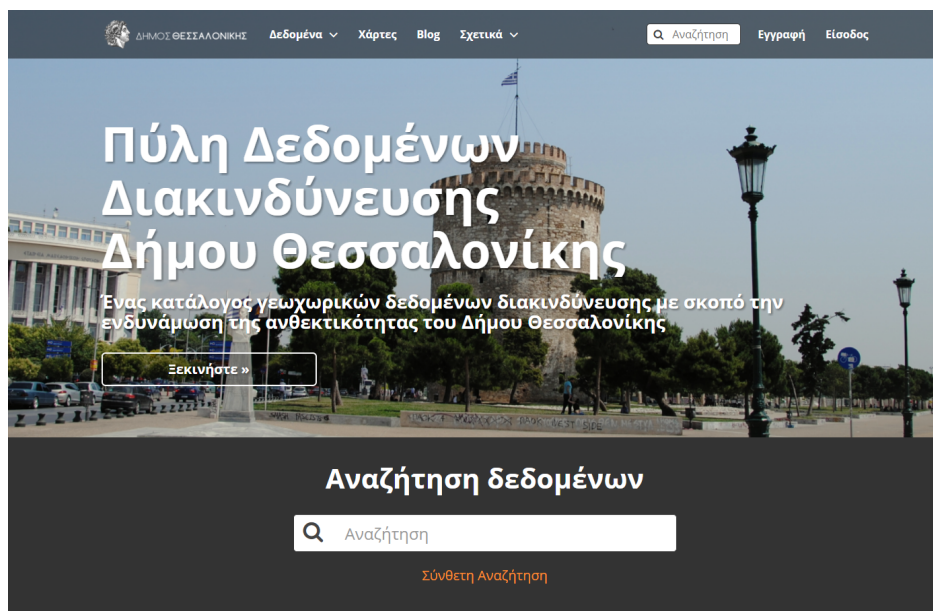 ΔΗΜΟΣ ΘΕΣΣΑΛΟΝΙΚΗΣ Δεδομένα Χάρτες Blog Σχετικά Αναζήτηση Εγγραφή Είσοδος
Πύλη Δεδομένων
Διακινδύνευσης
Δήμου Θεσσαλονίκης
Ένας κατάλογος γεωχωρικών δεδομένων διακινδύνευσης με σκοπό την
ενδυνάμωση της ανθεκτικότητας του Δήμου Θεσσαλονίκης
Ξεκινήστε »
Αναζήτηση δεδομένων
Αναζήτηση
Σύνθετη Αναζήτηση